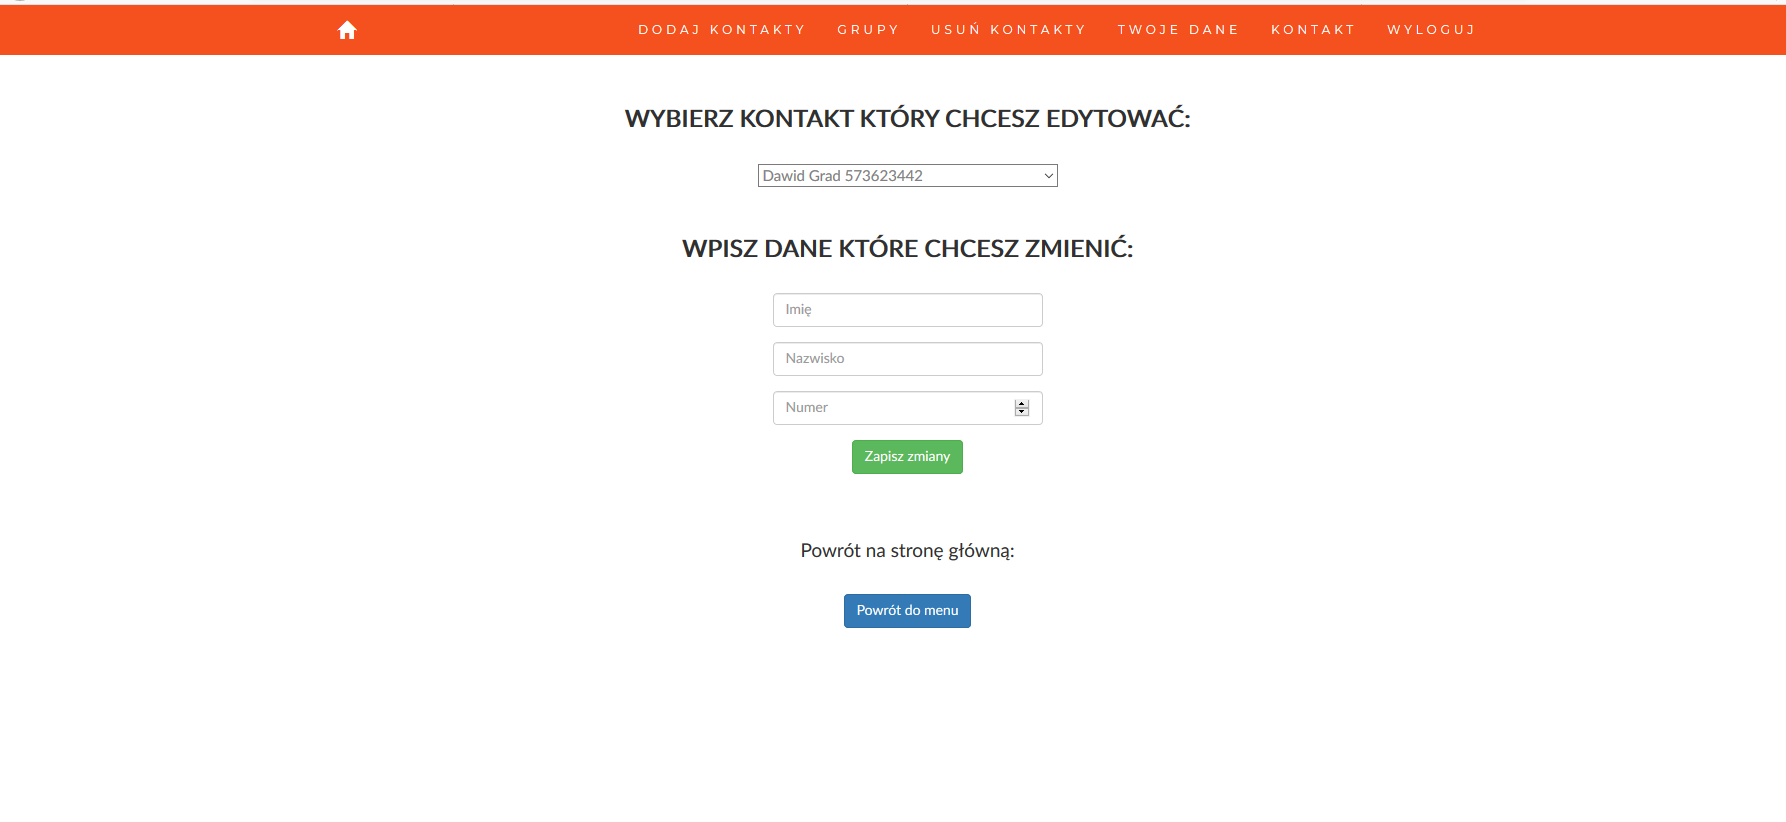 DODAJ KONTAKTY GRUPY USUŃ KONTAKTY TWOJE DANE KONTAKT WYLOGUJ
WYBIERZ KONTAKT KTÓRY CHCESZ EDYTOWAĆ:
Dawid Grad 573623442
WPISZ DANE KTÓRE CHCESZ ZMIENIĆ:
Imię
Nazwisko
Numer
Zapisz zmiany
Powrót na stronę główną:
Powrót do menu